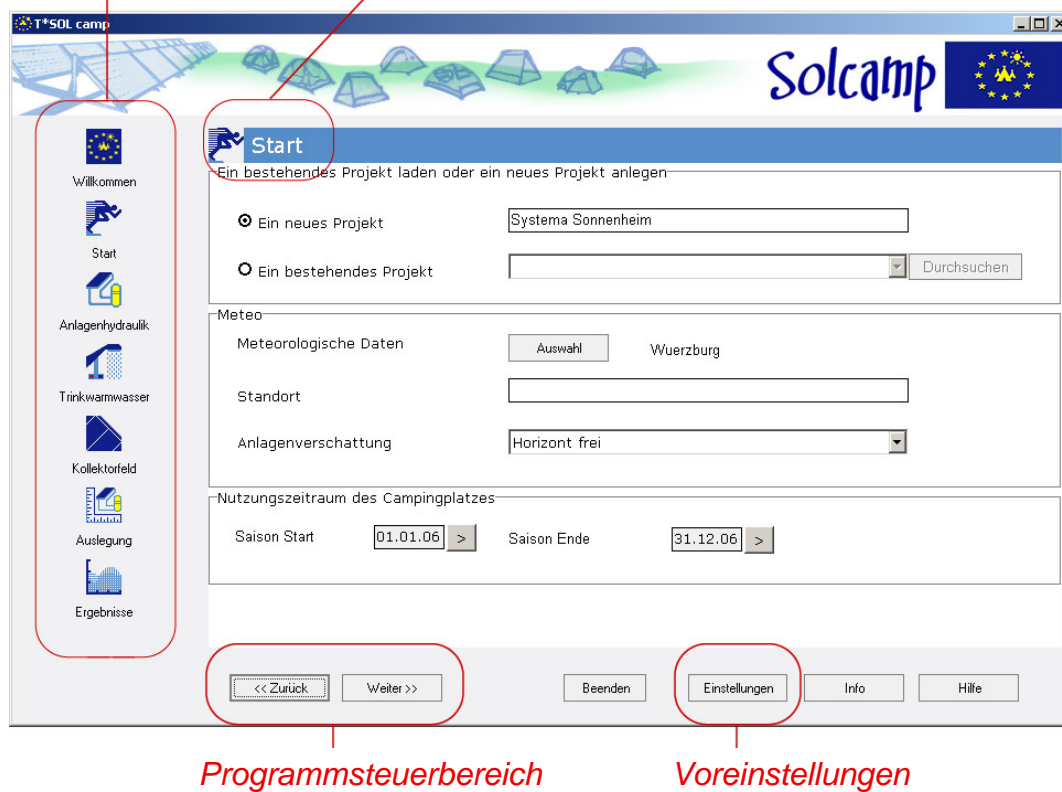 T*SOL camp
Solcamp
Willkommen
Start
Anlagenhydraulik
Trinkwarmwasser
Kollektorfeld
Auslegung
Ergebnisse
Start
Ein bestehendes Projekt laden oder ein neues Projekt anlegen
Ein neues Projekt Systema Sonnenheim
Ein bestehendes Projekt Durchsuchen
Meteo
Meteorologische Daten Auswahl Wuerzburg
Standort
Anlagenverschattung Horizont frei
Nutzungszeitraum des Campingplatzes
Saison Start 01.01.06 > Saison Ende 31.12.06 >
<< Zurück Weiter >> Beenden Einstellungen Info Hilfe
Programmsteuerbereich Voreinstellungen